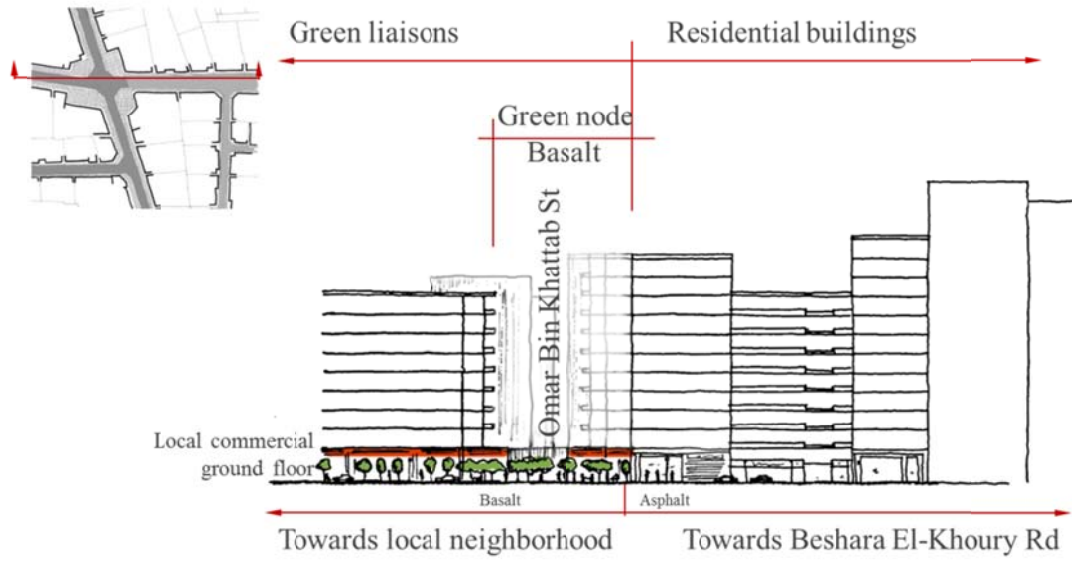 Green liaisons
Residential buildings
Green node
Basalt
Omar Bin Khattab St
Local commercial
ground floor
Basalt
Asphalt
Towards local neighborhood
Towards Beshara El-Khoury Rd